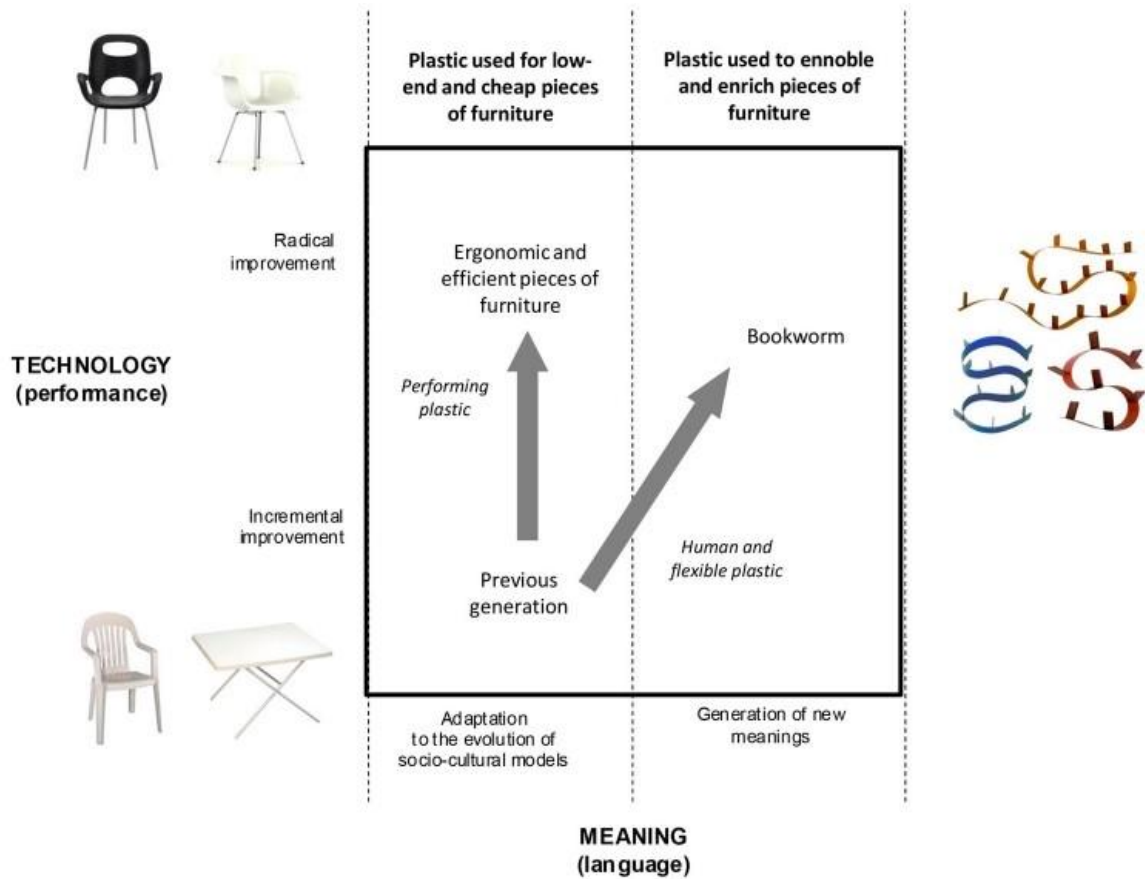 Plastic used for low-
end and cheap pieces
of furniture
Plastic used to ennoble
and enrich pieces of
furniture
Radical
improvement
Ergonomic and
efficient pieces of
furniture
Bookworm
TECHNOLOGY
(performance)
Performing
plastic
Incremental
improvement
Human and
flexible plastic
Previous
generation
Adaptation
to the evolution of
socio-cultural models
Generation of new
meanings
MEANING
(language)